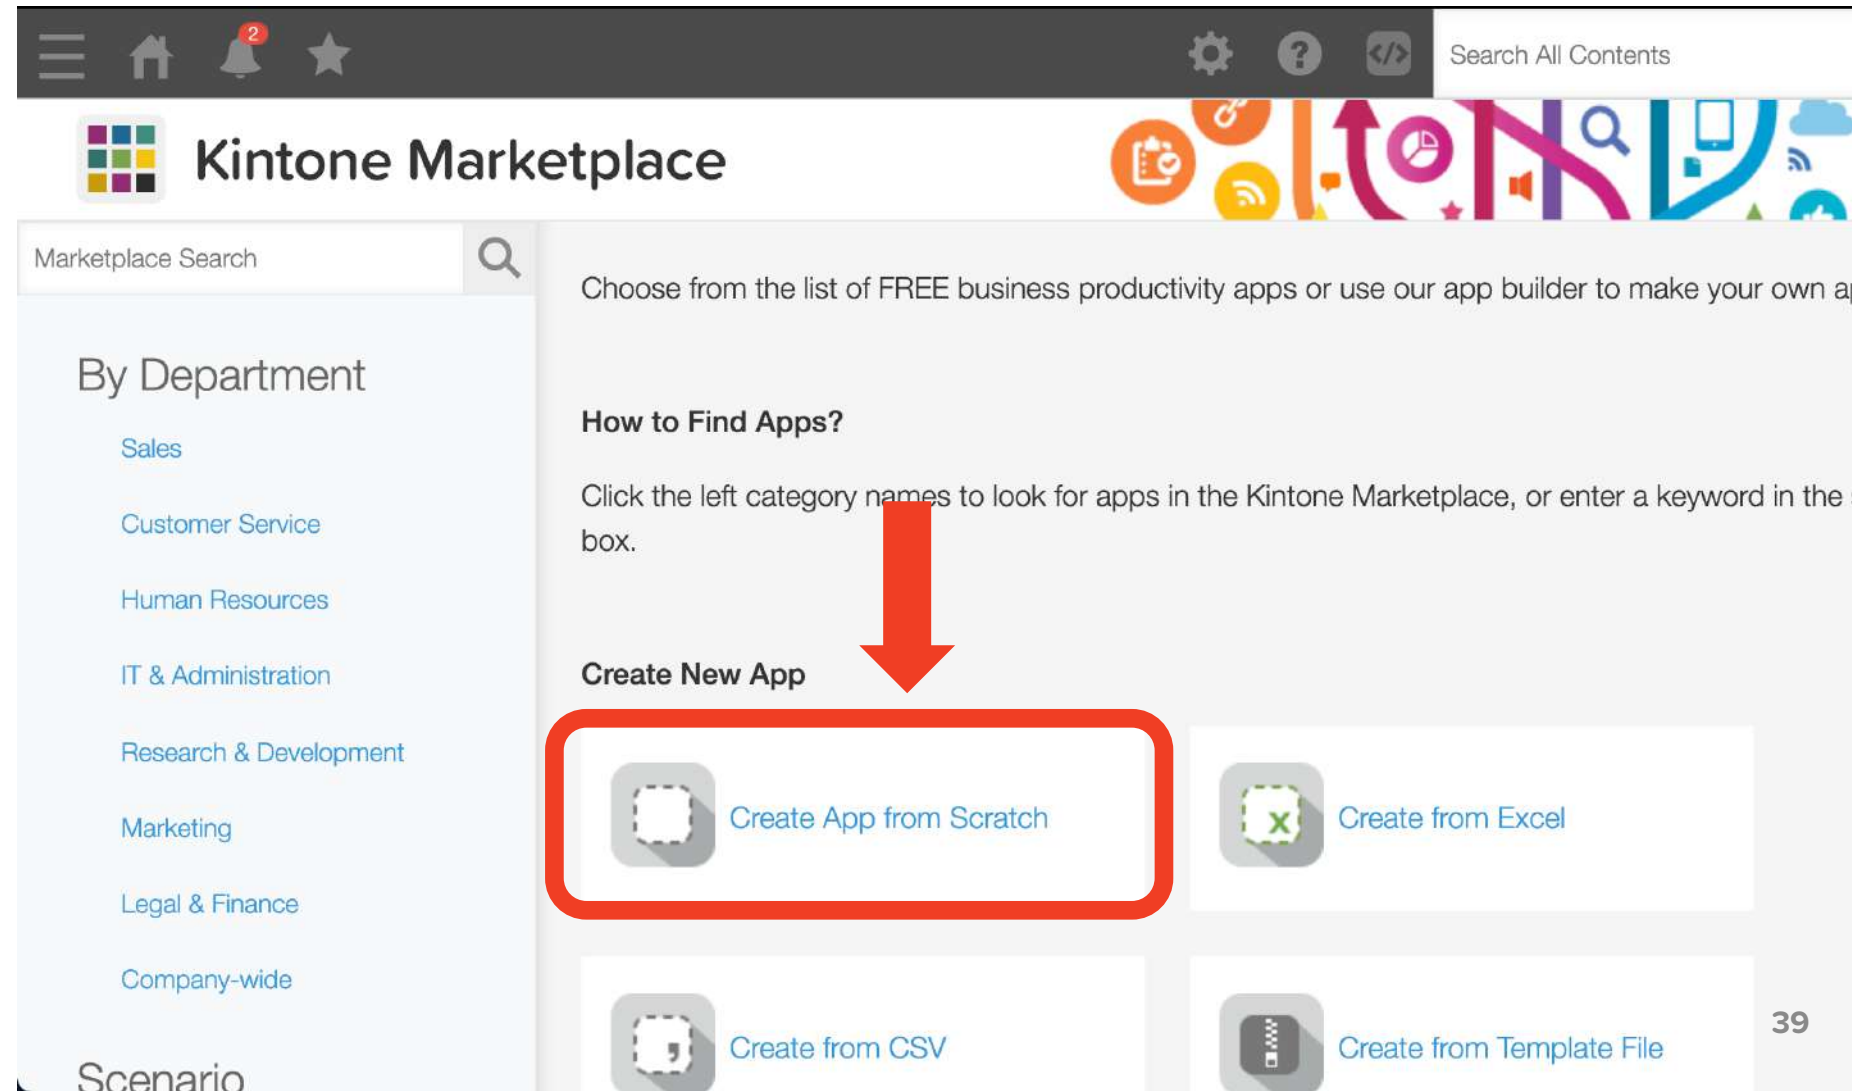 2
Search All Contents
Kintone Marketplace
Marketplace Search
By Department
Sales
Customer Service
Human Resources
IT & Administration
Research & Development
Marketing
Legal & Finance
Company-wide
Scenario
Choose from the list of FREE business productivity apps or use our app builder to make your own
How to Find Apps?
Click the left category names to look for apps in the Kintone Marketplace, or enter a keyword in the
box.
Create New App
Create App from Scratch
Create from Excel
Create from CSV
Create from Template File
39